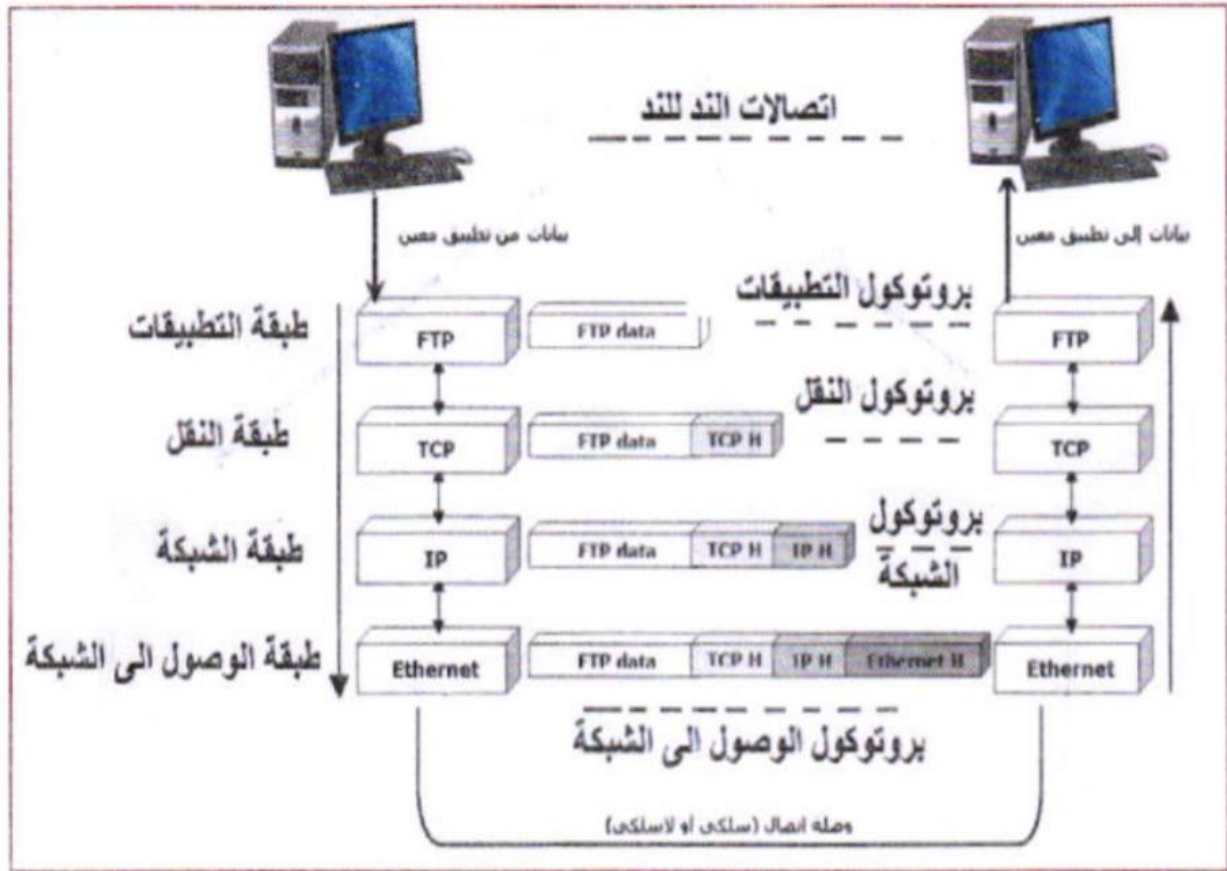 اتصالات الند للند
بيانات من تطبيق معين
بيانات إلى تطبيق معين
بروتوكول التطبيقات
طبقة التطبيقات
FTP
FTP data
FTP
بروتوكول النقل
طبقة النقل
TCP
FTP data
TCP H
TCP
بروتوكول
الشبكة
طبقة الشبكة
IP
FTP data
TCP H
IP H
IP
طبقة الوصول الى الشبكة
Ethernet
FTP data
TCP H
IP H
Ethernet H
Ethernet
بروتوكول الوصول الى الشبكة
وصله اتصال (سلكى أو لاسلكى)